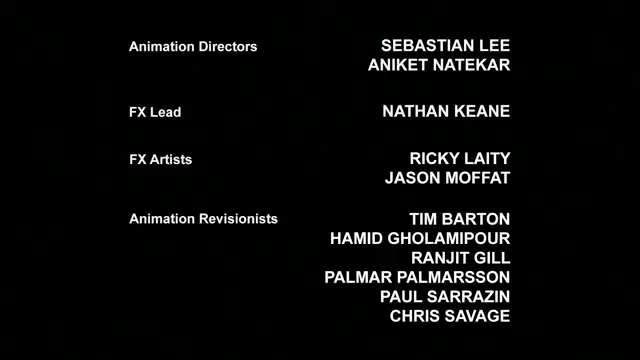 Animation Directors SEBASTIAN LEE
ANIKET NATEKAR
FX Lead NATHAN KEANE
FX Artists RICKY LAITY
JASON MOFFAT
Animation Revisionists TIM BARTON
HAMID GHOLAMIPOUR
RANJIT GILL
PALMAR PALMARSSON
PAUL SARRAZIN
CHRIS SAVAGE